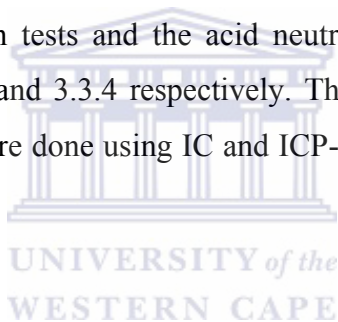 n tests and the acid neutr
and 3.3.4 respectively. Th
re done using IC and ICP-
UNIVERSITY of the
WESTERN CAPE